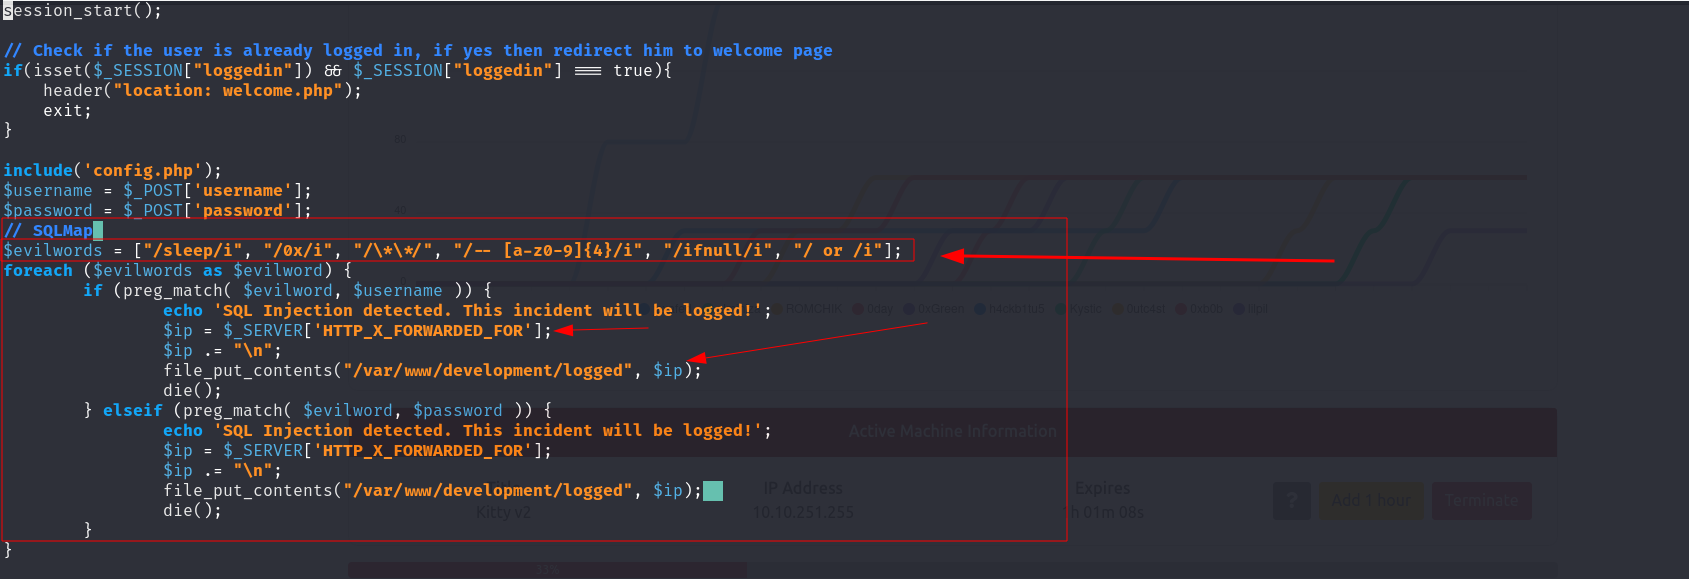 session_start();
// Check if the user is already logged in, if yes then redirect him to welcome page
if(isset($_SESSION["loggedin"]) && $_SESSION["loggedin"] === true){
    header("location: welcome.php");
    exit;
}
include('config.php');
$username = $_POST['username'];
$password = $_POST['password'];
// SQLMap
$evilwords = ["/sleep/i", "/0x/i", "/\*\*/", "/-- [a-z0-9]{4}/i", "/ifnull/i", "/ or /i"];
foreach ($evilwords as $evilword) {
        if (preg_match( $evilword, $username )) {
                echo 'SQL Injection detected. This incident will be logged!';
                $ip = $_SERVER['HTTP_X_FORWARDED_FOR'];
                $ip .= "\n";
                file_put_contents("/var/www/development/logged", $ip);
                die();
        } elseif (preg_match( $evilword, $password )) {
                echo 'SQL Injection detected. This incident will be logged!';
                $ip = $_SERVER['HTTP_X_FORWARDED_FOR'];
                $ip .= "\n";
                file_put_contents("/var/www/development/logged", $ip);
                die();
        }
}
Active Machine Information
IP Address Expires
Kitty v2 10.10.251.255 1h 01m 08s ? Add 1 hour Terminate